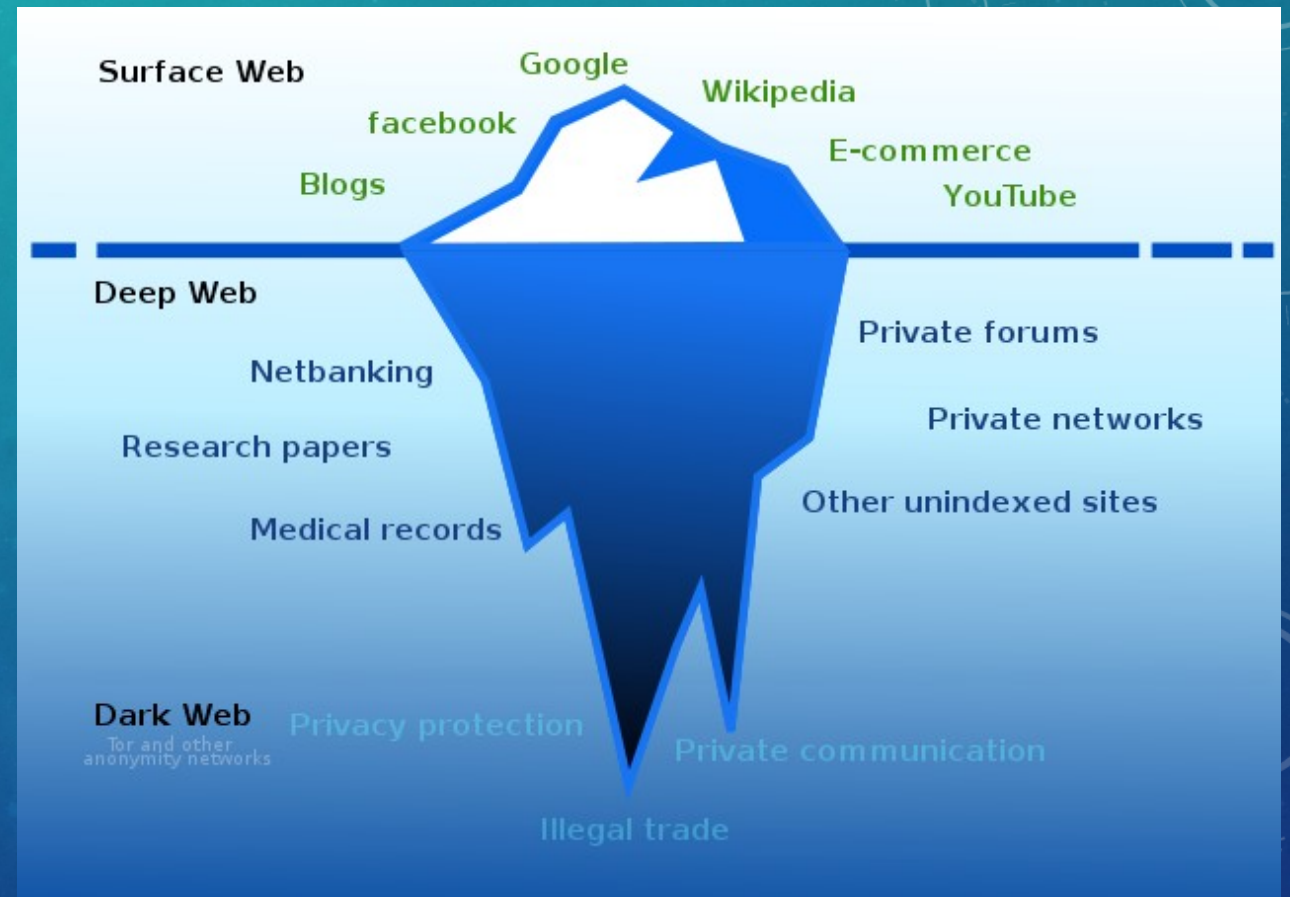 Surface Web
Google
Wikipedia
facebook
E-commerce
Blogs
YouTube
Deep Web
Private forums
Netbanking
Private networks
Research papers
Other unindexed sites
Medical records
Dark Web
Tor and other
anonymity networks
Privacy protection
Private communication
Illegal trade